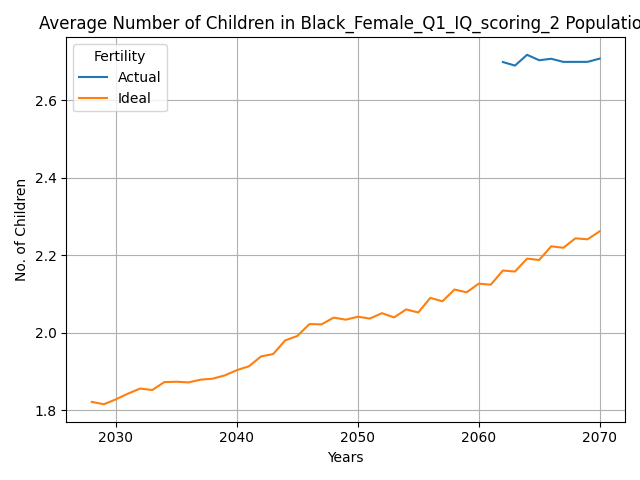 Average Number of Children in Black_Female_Q1_IQ_scoring_2 Populatio
Fertility
Actual
Ideal
No. of Children
2.6
2.4
2.2
2.0
1.8
2030 2040 2050 2060 2070
Years